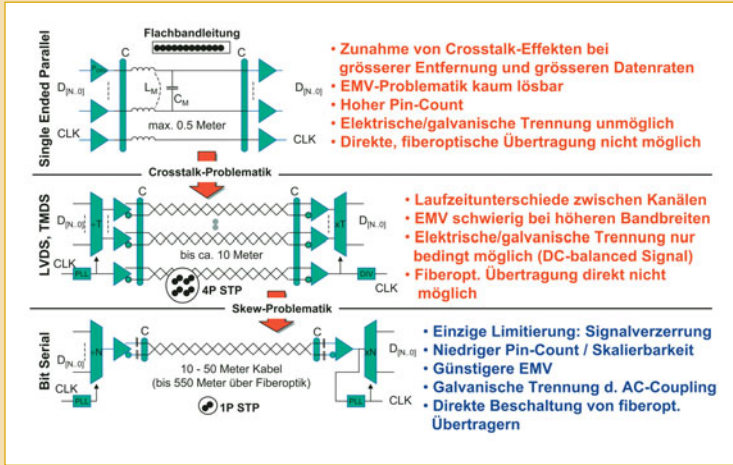 Flachbandleitung
Single Ended Parallel
C
C
D[N..0]
LM
CM
D[N..0]
CLK
max. 0.5 Meter
CLK
• Zunahme von Crosstalk-Effekten bei
grösserer Entfernung und grösseren Datenraten
• EMV-Problematik kaum lösbar
• Hoher Pin-Count
• Elektrische/galvanische Trennung unmöglich
• Direkte, fiberoptische Übertragung nicht möglich
Crosstalk-Problematik
LVDS, TMDS
C
C
D[N..0]
÷T
xT
D[N..0]
bis ca. 10 Meter
CLK
PLL
DIV
CLK
4P STP
• Laufzeitunterschiede zwischen Kanälen
• EMV schwierig bei höheren Bandbreiten
• Elektrische/galvanische Trennung nur
bedingt möglich (DC-balanced Signal)
• Fiberopt. Übertragung direkt nicht
möglich
Skew-Problematik
Bit Serial
C
C
÷N
xN
D[N..0]
D[N..0]
10 - 50 Meter Kabel
(bis 550 Meter über Fiberoptik)
CLK
PLL
PLL
CLK
1P STP
• Einzige Limitierung: Signalverzerrung
• Niedriger Pin-Count / Skalierbarkeit
• Günstigere EMV
• Galvanische Trennung d. AC-Coupling
• Direkte Beschaltung von fiberopt.
Übertragern